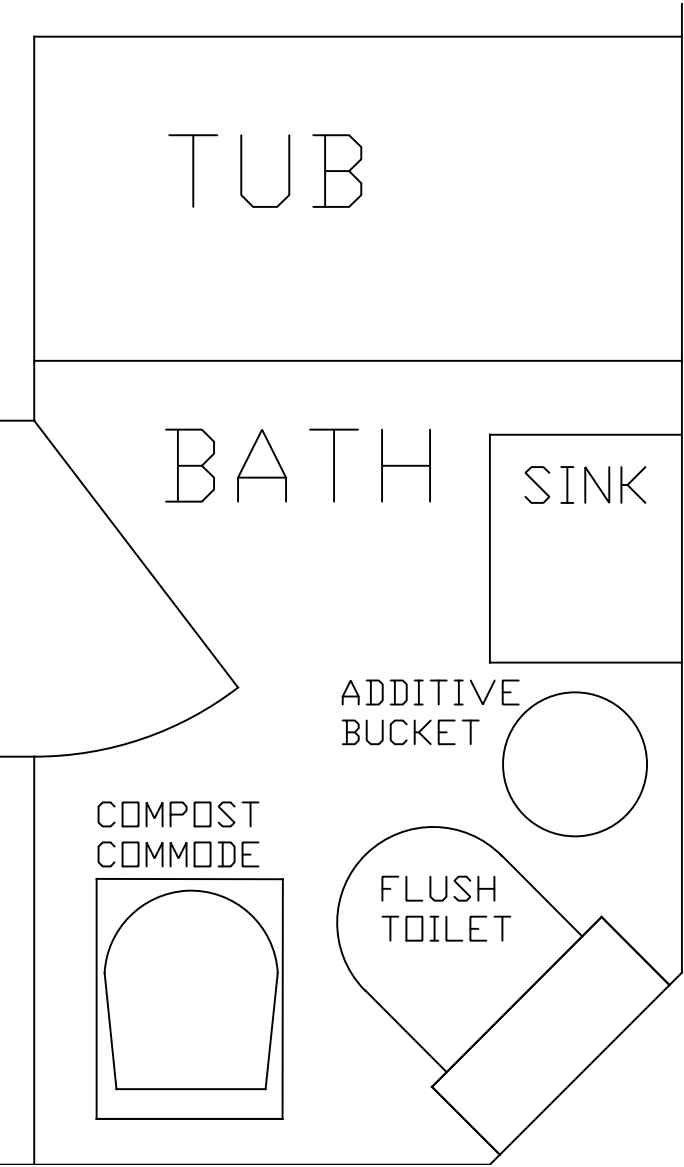 TUB
BATH
SINK
ADDITIVE
BUCKET
COMPOST
COMMODE
FLUSH
TOILET